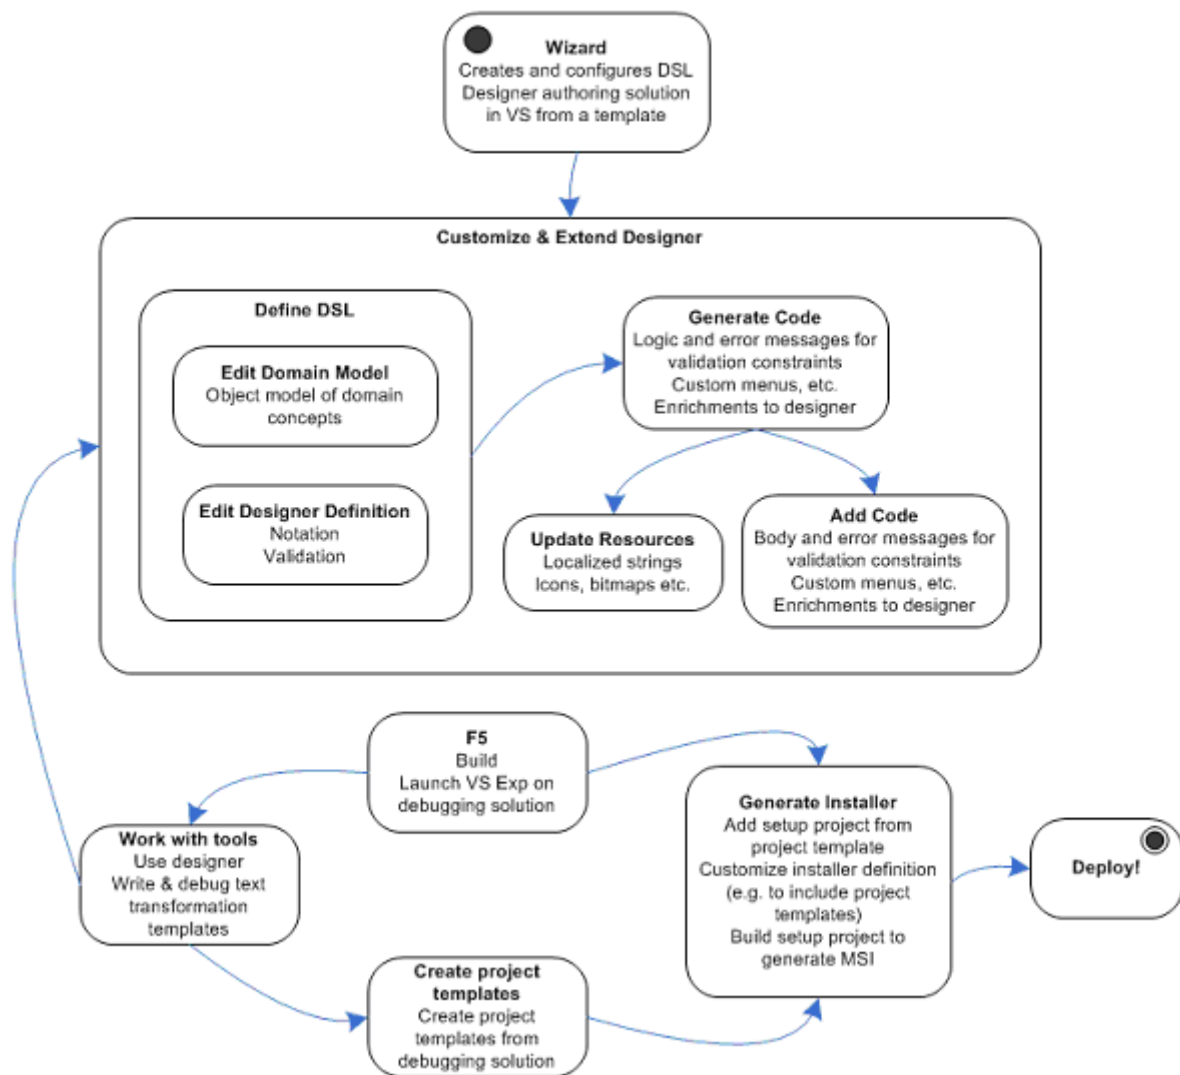 Wizard
Creates and configures DSL
Designer authoring solution
in VS from a template
Customize & Extend Designer
Define DSL
Edit Domain Model
Object model of domain
concepts
Edit Designer Definition
Notation
Validation
Generate Code
Logic and error messages for
validation constraints
Custom menus, etc.
Enrichments to designer
Update Resources
Localized strings
Icons, bitmaps etc.
Add Code
Body and error messages for
validation constraints
Custom menus, etc.
Enrichments to designer
F5
Build
Launch VS Exp on
debugging solution
Work with tools
Use designer
Write & debug text
transformation
templates
Create project
templates
Create project
templates from
debugging solution
Generate Installer
Add setup project from
project template
Customize installer definition
(e.g. to include project
templates)
Build setup project to
generate MSI
Deploy!